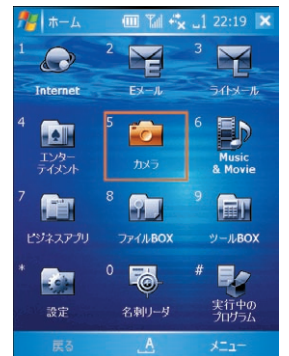 ホーム 22:19
1 2 3
Internet Eメール ライトメール
4 5 6
エンター
テイメント カメラ Music
& Movie
7 8 9
ビジネスアプリ ファイルBOX ツールBOX
* 0 #
設定 名刺リーダ 実行中の
プログラム
戻る A メニュー